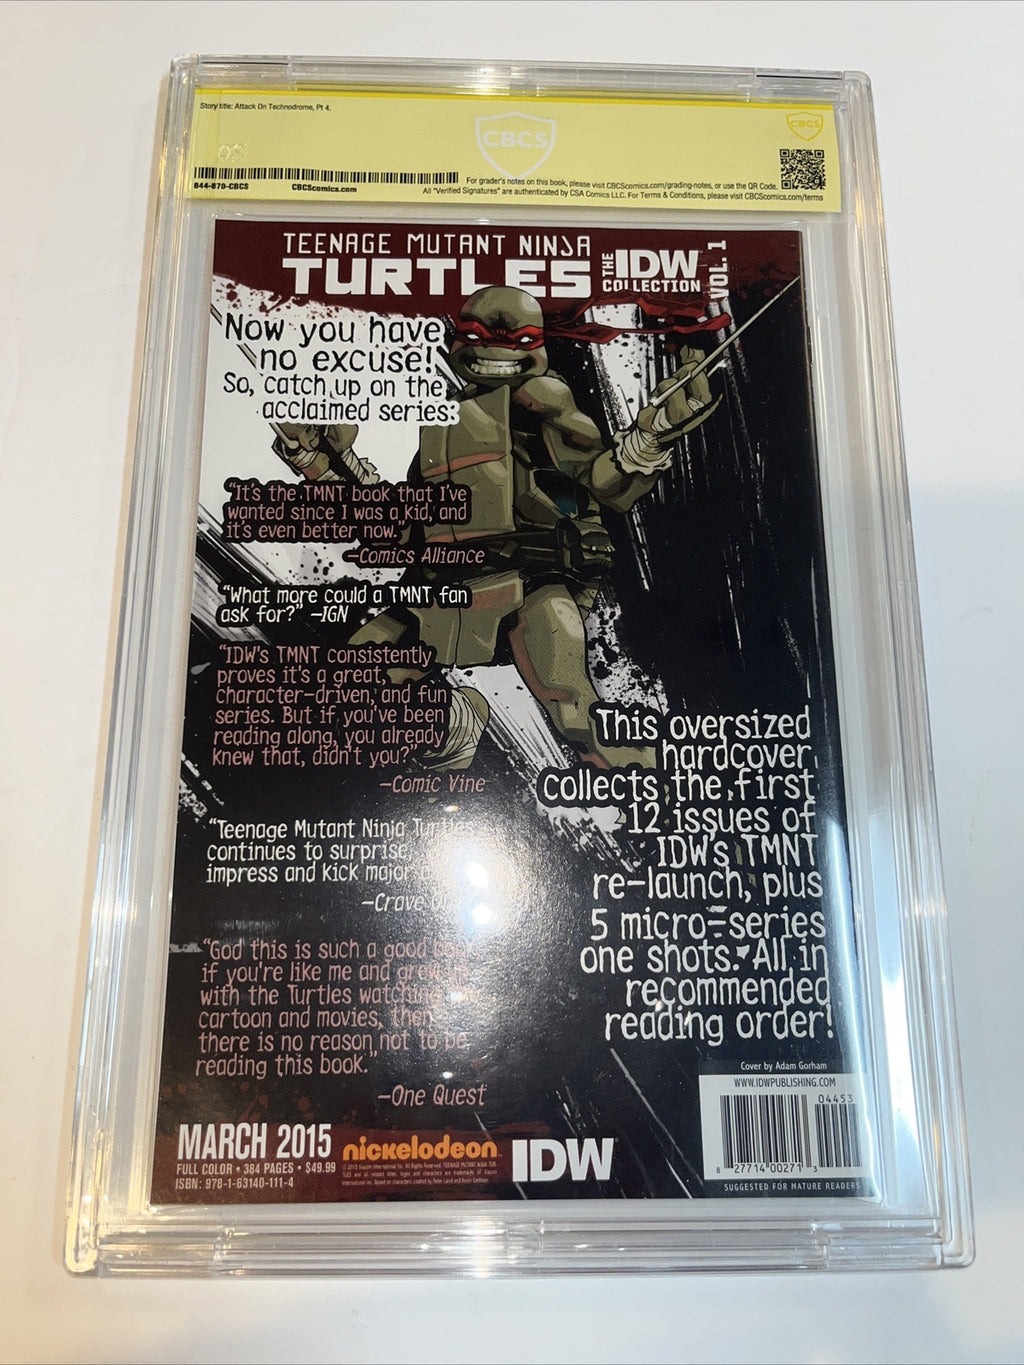 Story title: Attack On Technodrome, Pt 4.
CBCS
CBCS
844-870-CBCS
CBCScomics.com
For grader's notes on this book, please visit CBCScomics.com/grading-notes, or use the QR Code.
All "Verified Signatures" are authenticated by CSA Comics LLC. For Terms & Conditions, please visit CBCScomics.com/terms
TEENAGE MUTANT NINJA
TURTLES
THE IDW
COLLECTION
VOL. 1
Now you have
no excuse!
So, catch up on the
acclaimed series:
"It's the TMNT book that I've
wanted since I was a kid, and
it's even better now."
—Comics Alliance
"What more could a TMNT fan
ask for?" —IGN
"IDW's TMNT consistently
proves it's a great,
character-driven, and fun
series. But if you've been
reading along, you already
knew that, didn't you?"
—Comic Vine
"Teenage Mutant Ninja Turtles
continues to surprise,
impress and kick major
—Crave
"God this is such a good
if you're like me and grew up
with the Turtles watching
cartoon and movies, then
there is no reason not to be
reading this book."
—One Quest
This oversized
hardcover
collects the first
12 issues of
IDW's TMNT
re-launch, plus
5 micro-series
one shots. All in
recommended
reading order!
Cover by Adam Gorham
WWW.IDWPUBLISHING.COM
04453
8 27714 00271 3
SUGGESTED FOR MATURE READERS
MARCH 2015
FULL COLOR • 384 PAGES • $49.99
ISBN: 978-1-63140-111-4
nickelodeon
IDW